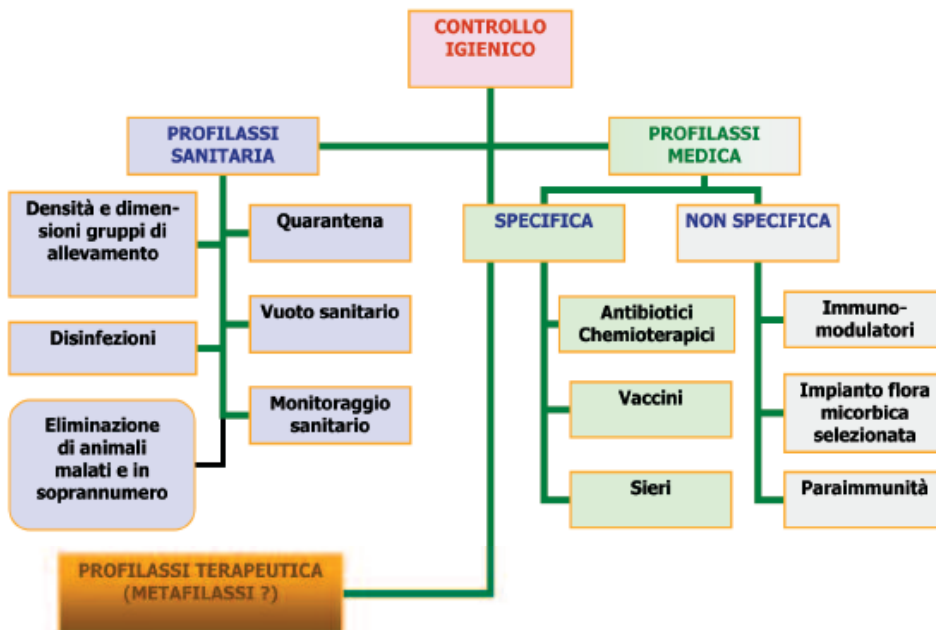 CONTROLLO
IGIENICO
PROFILASSI
SANITARIA
PROFILASSI
MEDICA
Densità e dimen-
sioni gruppi di
allevamento
Quarantena
SPECIFICA
NON SPECIFICA
Disinfezioni
Vuoto sanitario
Antibiotici
Chemioterapici
Immuno-
modulatori
Eliminazione
di animali
malati e in
soprannumero
Monitoraggio
sanitario
Vaccini
Impianto flora
micorbica
selezionata
Sieri
Paraimmunità
PROFILASSI TERAPEUTICA
(METAFILASSI ?)